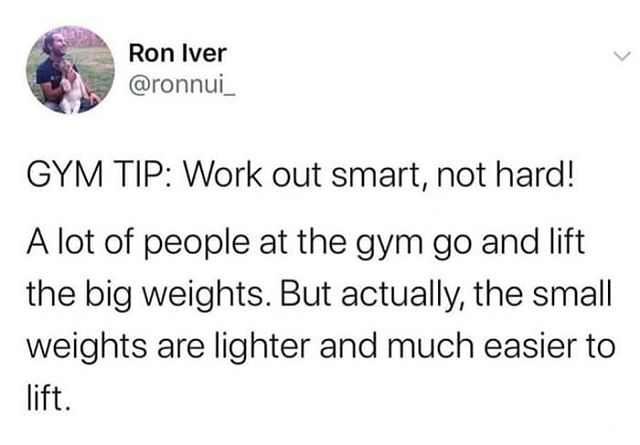 Ron Iver
@ronnui_
GYM TIP: Work out smart, not hard!
A lot of people at the gym go and lift
the big weights. But actually, the small
weights are lighter and much easier to
lift.